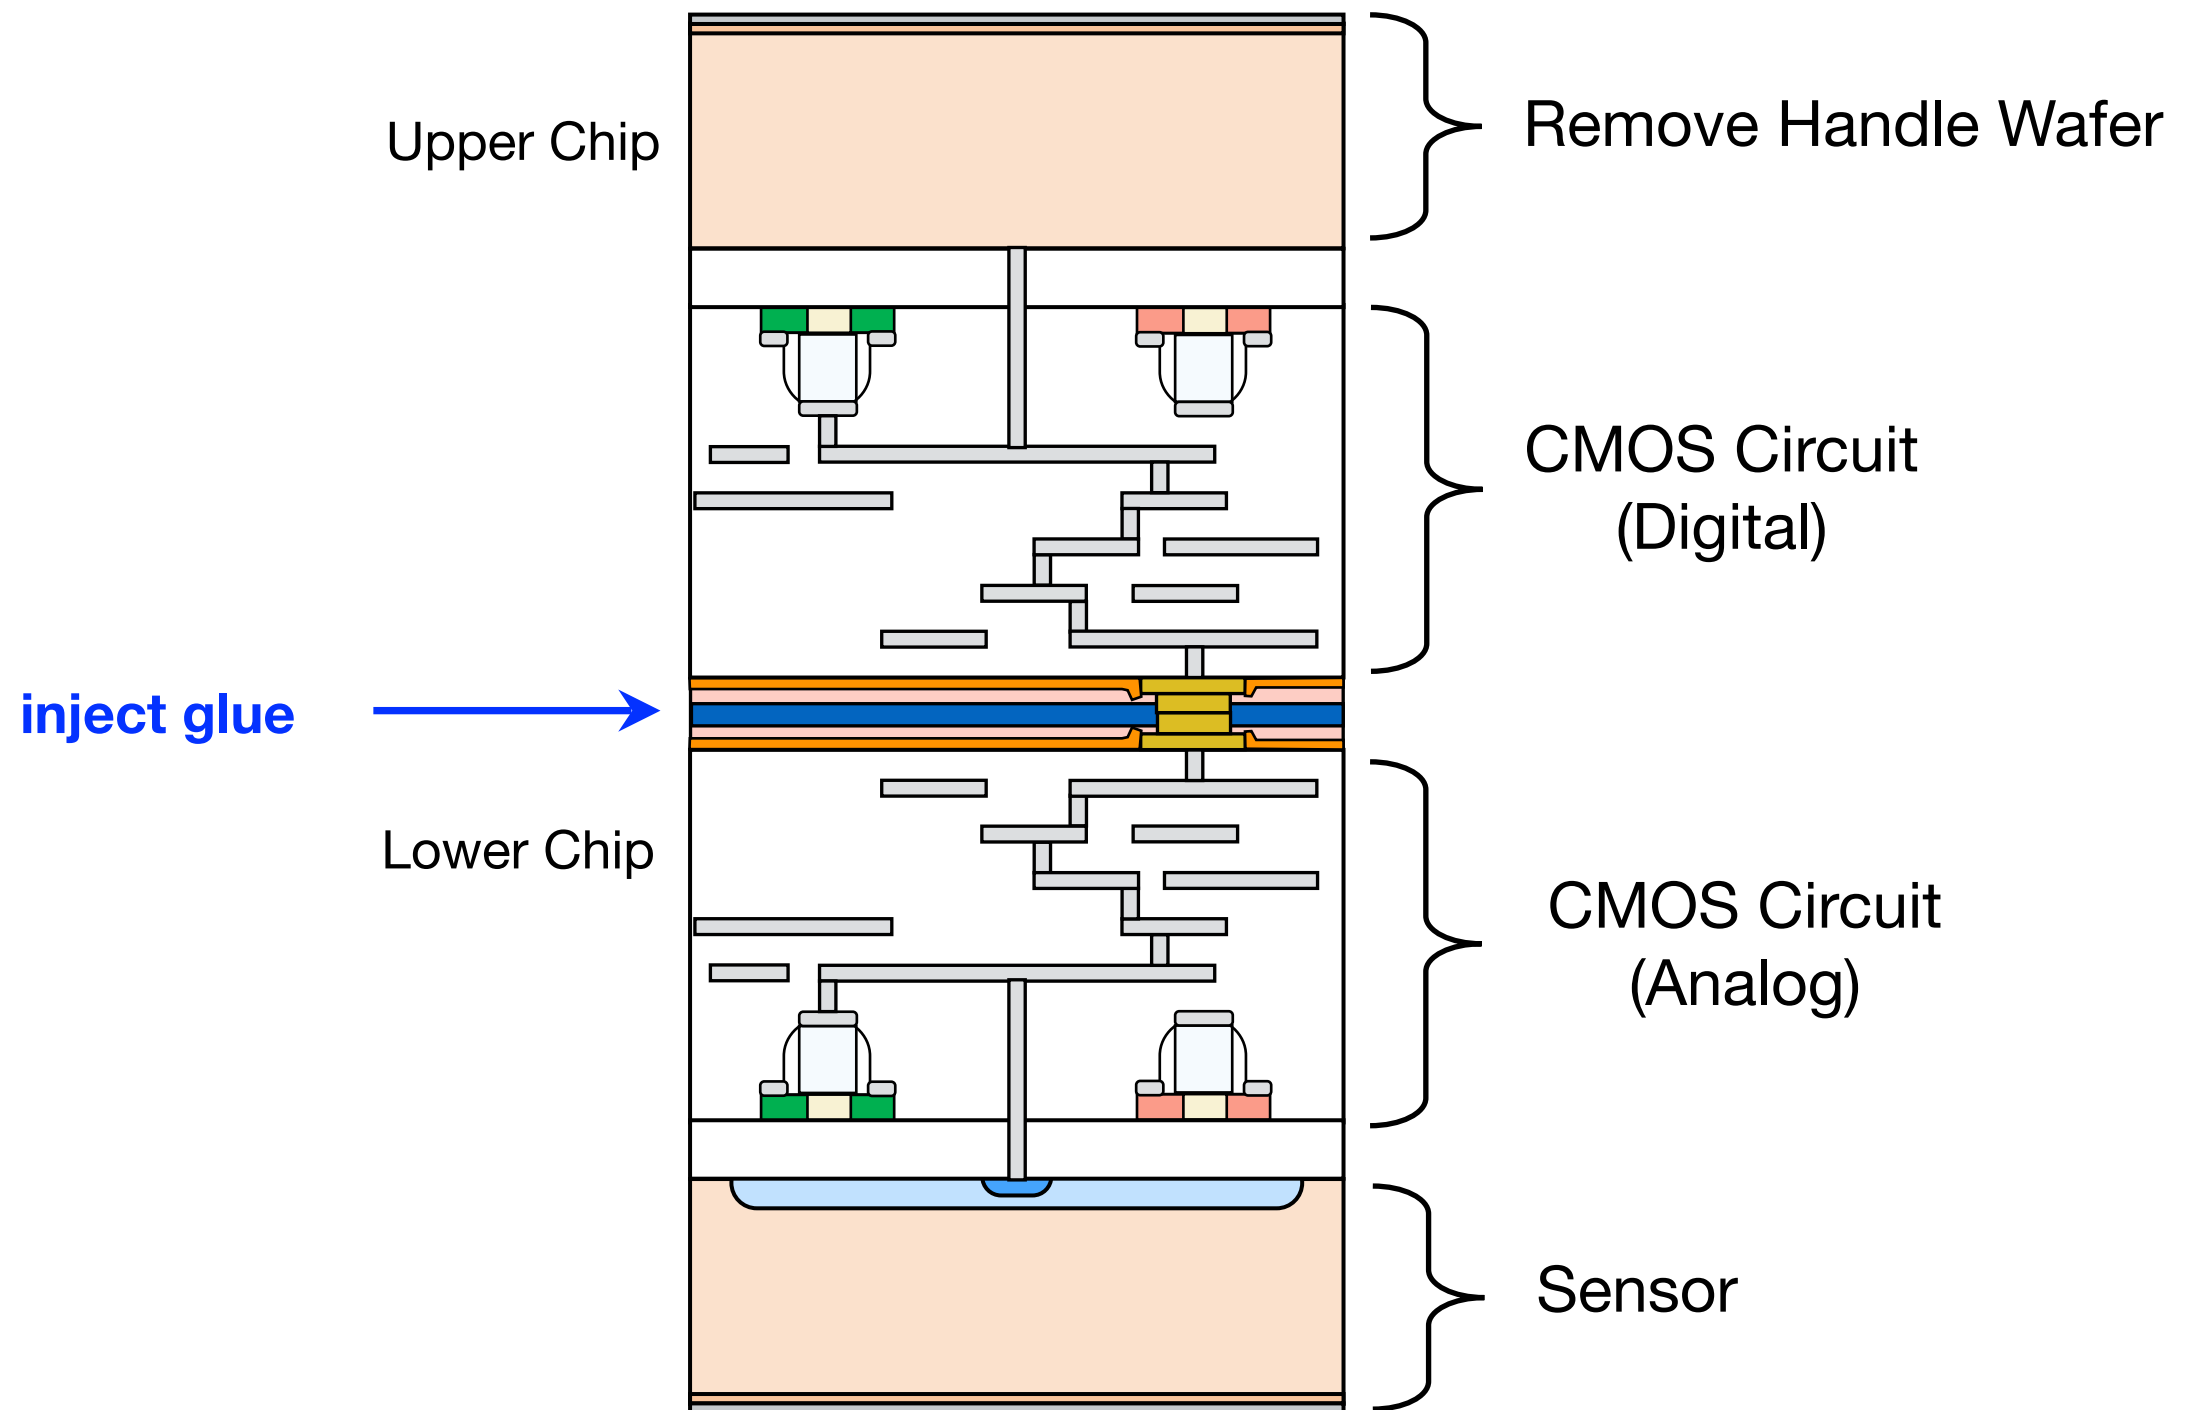 Upper Chip
Remove Handle Wafer
CMOS Circuit
(Digital)
inject glue
Lower Chip
CMOS Circuit
(Analog)
Sensor